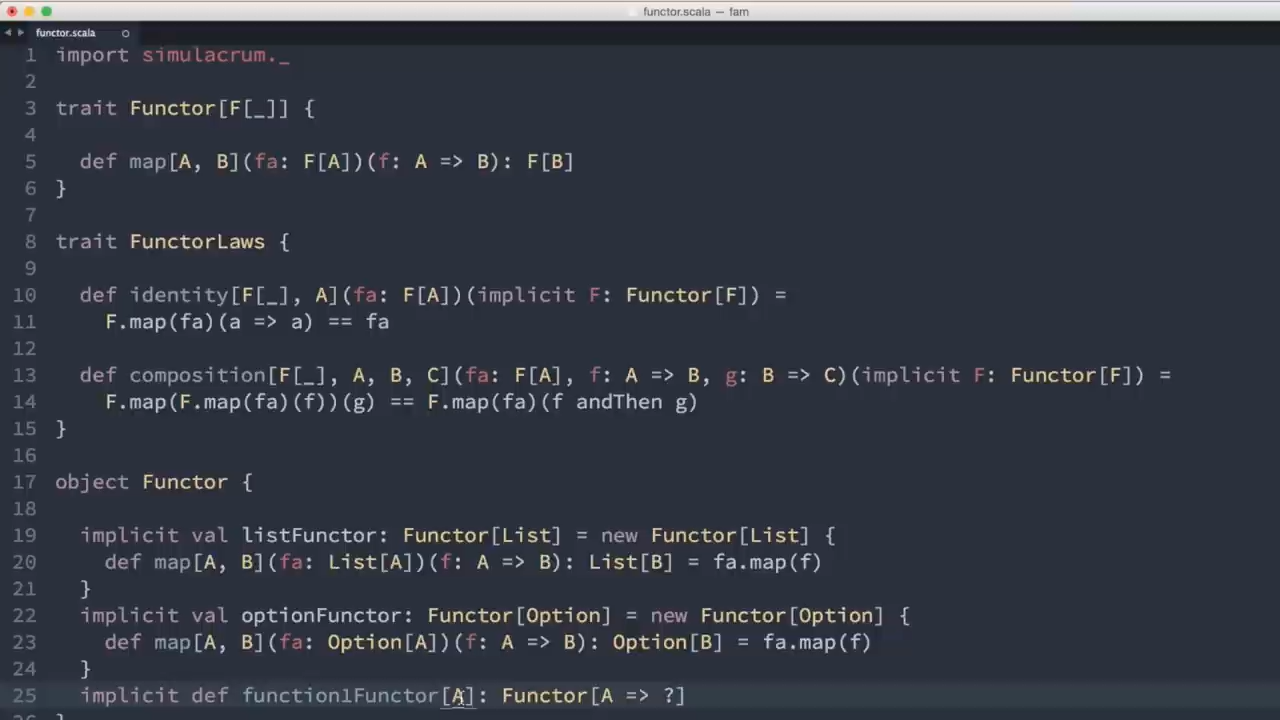 functor.scala — fam
functor.scala
1 import simulacrum._
2
3 trait Functor[F[_]] {
4
5   def map[A, B](fa: F[A])(f: A => B): F[B]
6 }
7
8 trait FunctorLaws {
9
10   def identity[F[_], A](fa: F[A])(implicit F: Functor[F]) =
11     F.map(fa)(a => a) == fa
12
13   def composition[F[_], A, B, C](fa: F[A], f: A => B, g: B => C)(implicit F: Functor[F]) =
14     F.map(F.map(fa)(f))(g) == F.map(fa)(f andThen g)
15 }
16
17 object Functor {
18
19   implicit val listFunctor: Functor[List] = new Functor[List] {
20     def map[A, B](fa: List[A])(f: A => B): List[B] = fa.map(f)
21   }
22   implicit val optionFunctor: Functor[Option] = new Functor[Option] {
23     def map[A, B](fa: Option[A])(f: A => B): Option[B] = fa.map(f)
24   }
25   implicit def function1Functor[A]: Functor[A => ?]
26 }